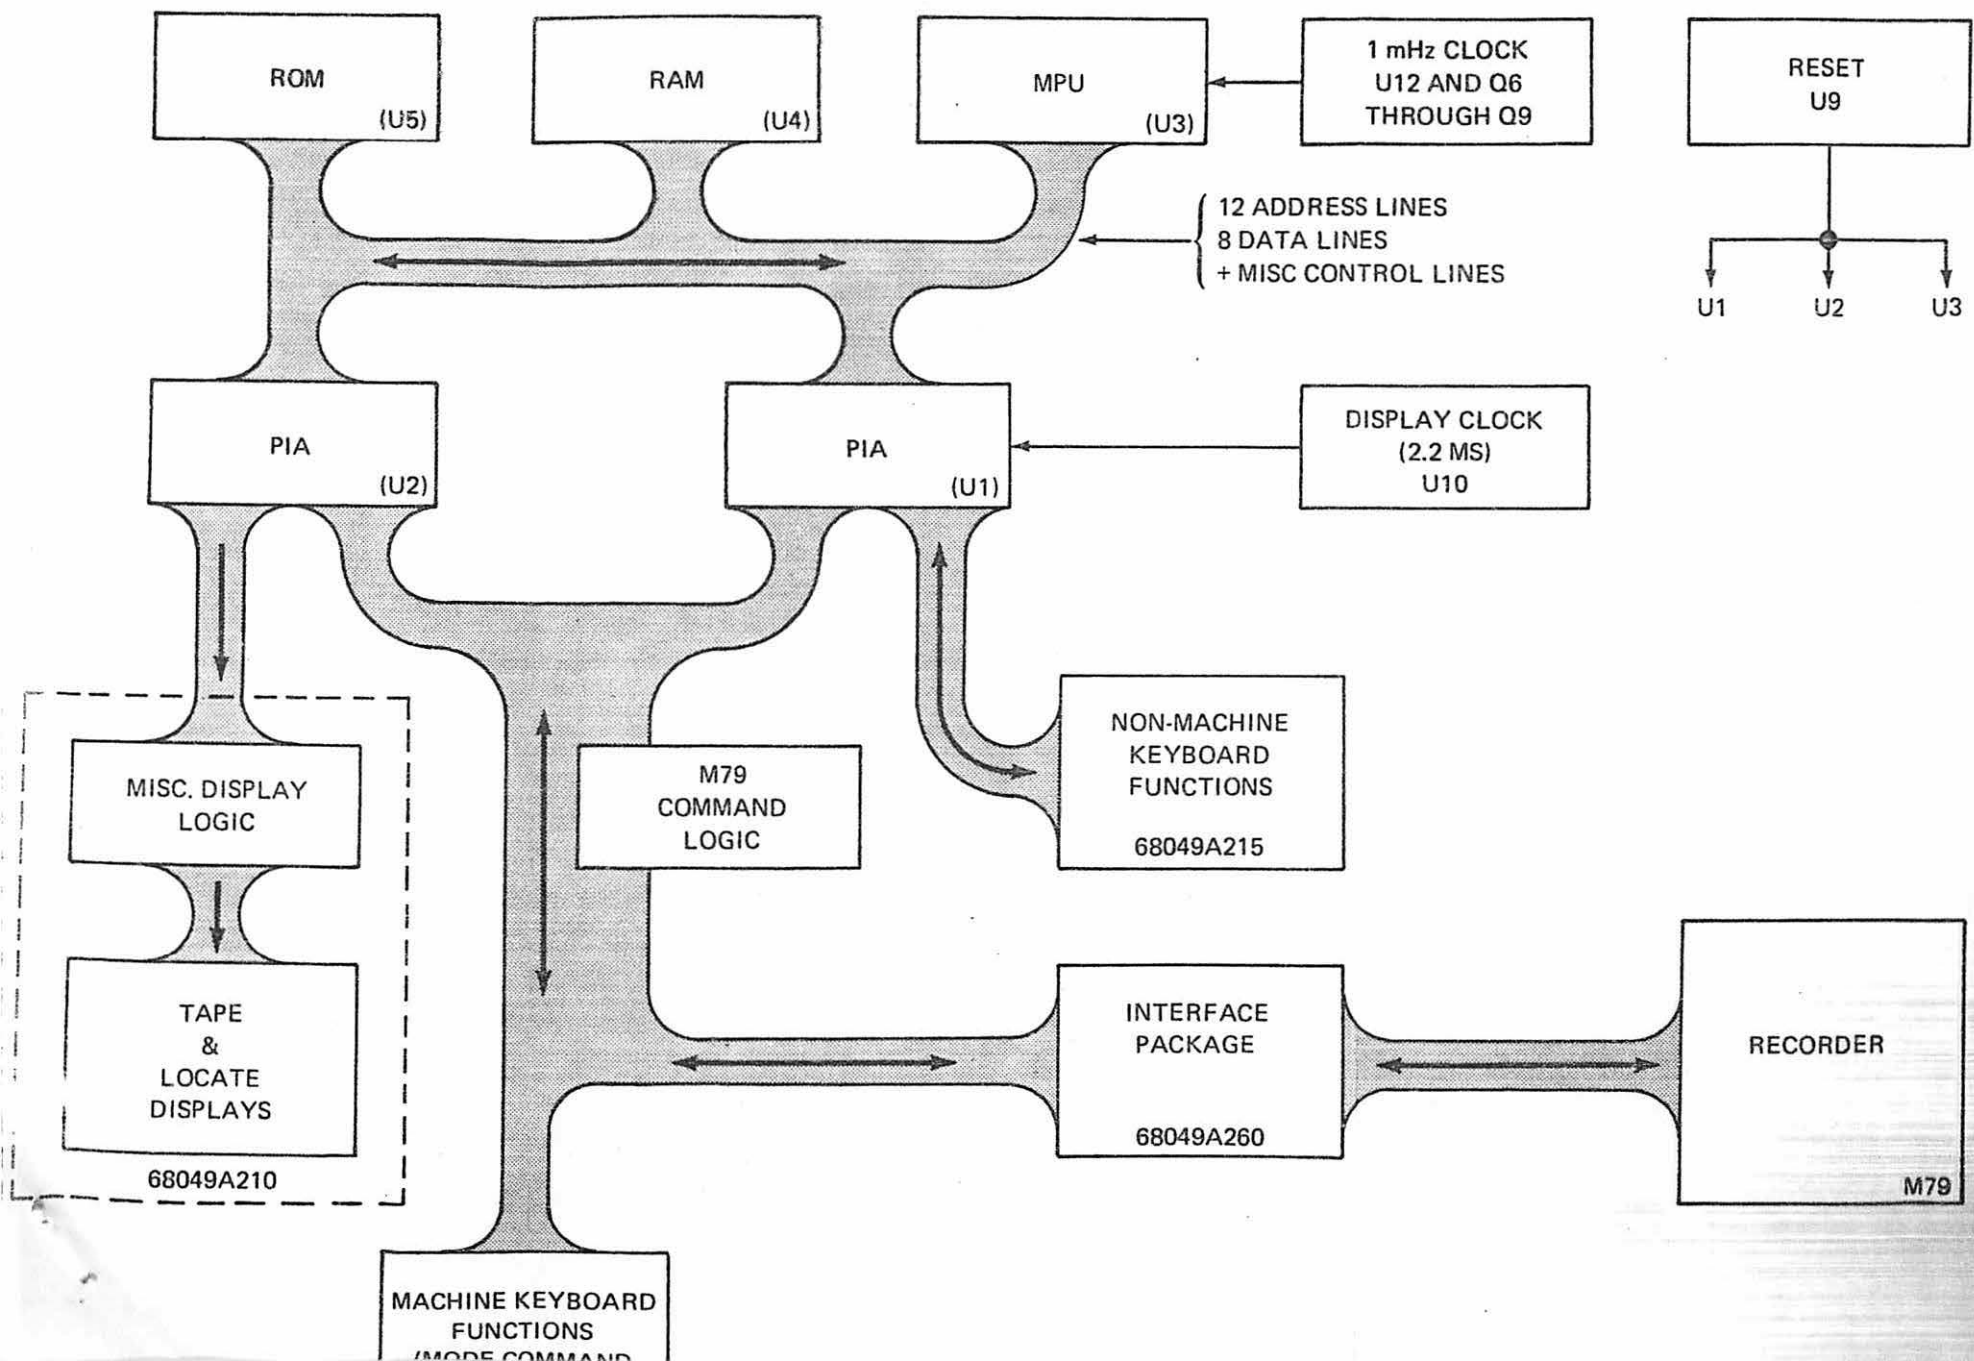 ROM
(U5)
RAM
(U4)
MPU
(U3)
1 mHz CLOCK
U12 AND Q6
THROUGH Q9
RESET
U9
12 ADDRESS LINES
8 DATA LINES
+ MISC CONTROL LINES
U1
U2
U3
PIA
(U2)
PIA
(U1)
DISPLAY CLOCK
(2.2 MS)
U10
MISC. DISPLAY
LOGIC
M79
COMMAND
LOGIC
NON-MACHINE
KEYBOARD
FUNCTIONS
68049A215
TAPE
&
LOCATE
DISPLAYS
68049A210
INTERFACE
PACKAGE
68049A260
RECORDER
M79
MACHINE KEYBOARD
FUNCTIONS
(MODE COMMAND